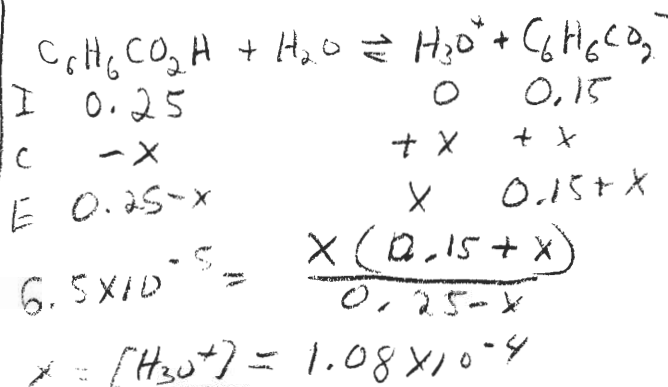 C₆H₆CO₂H + H₂O ⇌ H₃O⁺ + C₆H₆CO₂⁻
I 0.25 0 0.15
C -x +x +x
E 0.25-x x 0.15+x
6.5x10⁻⁵ = x(0.15+x) / 0.25-x
x = [H₃O⁺] = 1.08x10⁻⁴